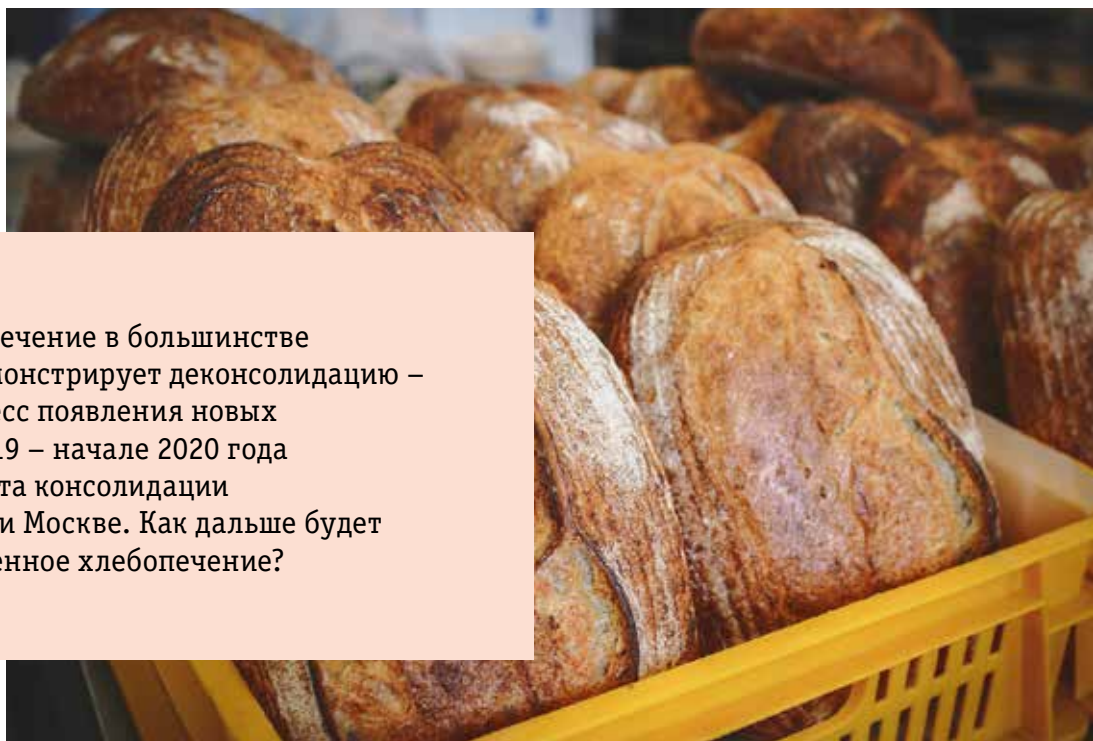 ечение в большинстве
онстрирует деконсолидацию –
сс появления новых
19 – начале 2020 года
та консолидации
и Москве. Как дальше будет
енное хлебопечение?